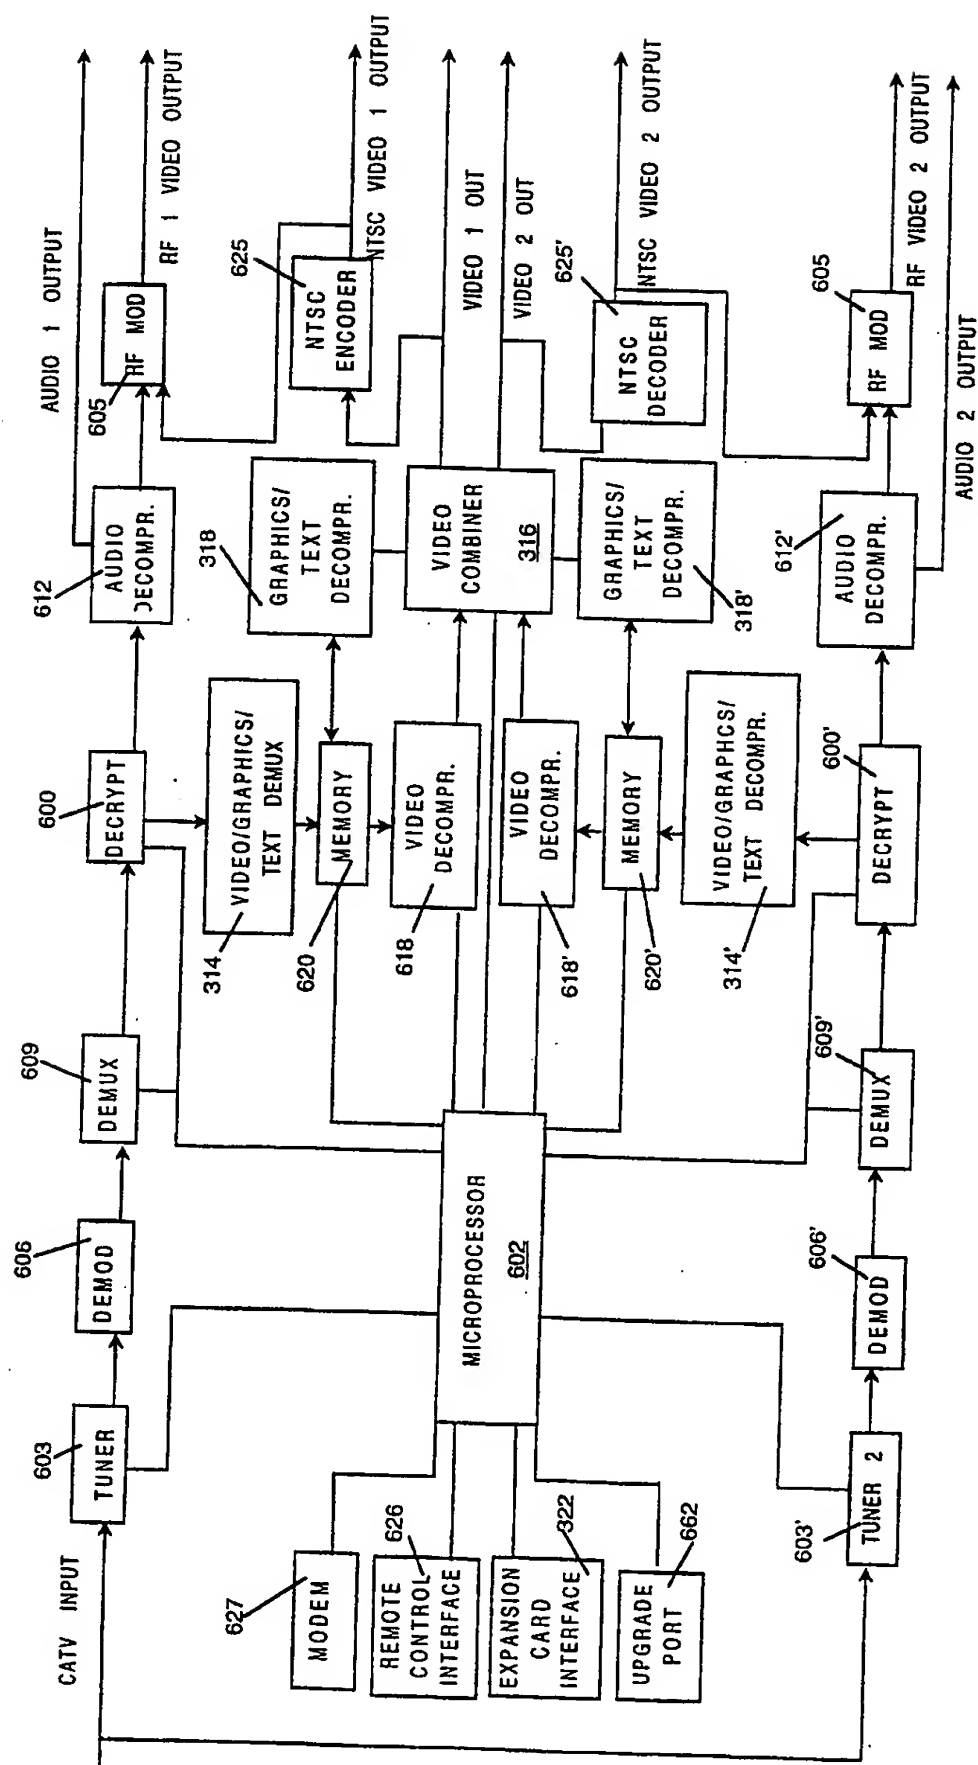 CATV INPUT
603
TUNER
606
DEMOD
609
DEMUX
600
DECRYPT
612
AUDIO
DECOMPR.
605
RF MOD
AUDIO 1 OUTPUT
RF 1 VIDEO OUTPUT
314
VIDEO/GRAPHICS/
TEXT DEMUX
318
GRAPHICS/
TEXT
DECOMPR.
625
NTSC
ENCODER
NTSC VIDEO 1 OUTPUT
627
MODEM
620
MEMORY
626
REMOTE
CONTROL
INTERFACE
618
VIDEO
DECOMPR.
VIDEO 1 OUT
MICROPROCESSOR
602
VIDEO
COMBINER
316
VIDEO 2 OUT
322
EXPANSION
CARD
INTERFACE
618'
VIDEO
DECOMPR.
662
UPGRADE
PORT
620'
MEMORY
318'
GRAPHICS/
TEXT
DECOMPR.
625'
NTSC
DECODER
NTSC VIDEO 2 OUTPUT
314'
VIDEO/GRAPHCS/
TEXT DECOMPR.
603'
TUNER 2
606'
DEMOD
609'
DEMUX
600'
DECRYPT
612'
AUDIO
DECOMPR.
605
RF MOD
RF VIDEO 2 OUTPUT
AUDIO 2 OUTPUT